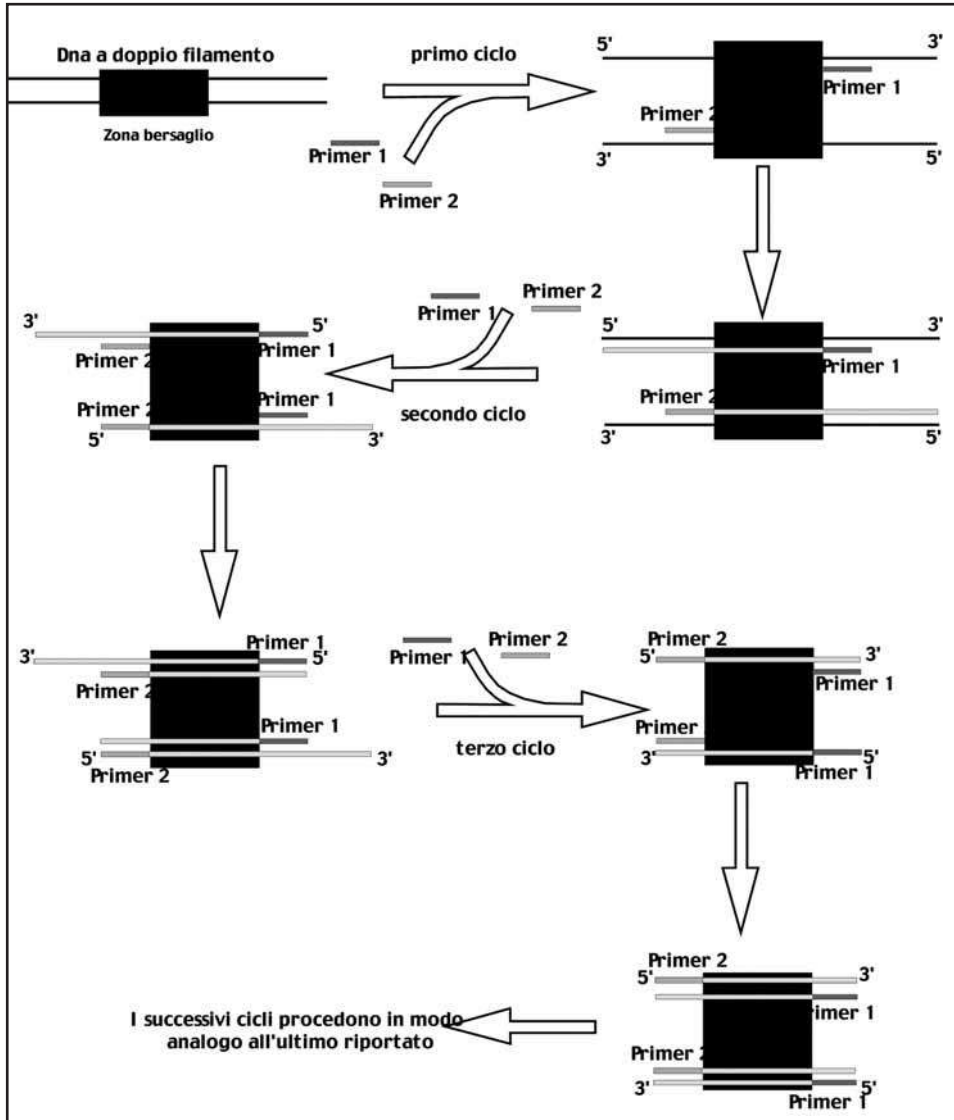 Dna a doppio filamento
Zona bersaglio
primo ciclo
Primer 1
Primer 2
5'
3'
Primer 1
Primer 2
3'
5'
Primer 1
Primer 2
secondo ciclo
3'
Primer 1
Primer 2
3'
5'
3'
5'
Primer 1
Primer 2
Primer 1
Primer 2
5'
3'
Primer 1
3'
5'
Primer 2
Primer 1
5'
3'
Primer 2
Primer 1
Primer 2
terzo ciclo
Primer 2
5'
3'
Primer 1
Primer
3'
5'
Primer 1
Primer 2
5'
3'
Primer 1
Primer 2
3'
5'
Primer 1
I successivi cicli procedono in modo
analogo all'ultimo riportato